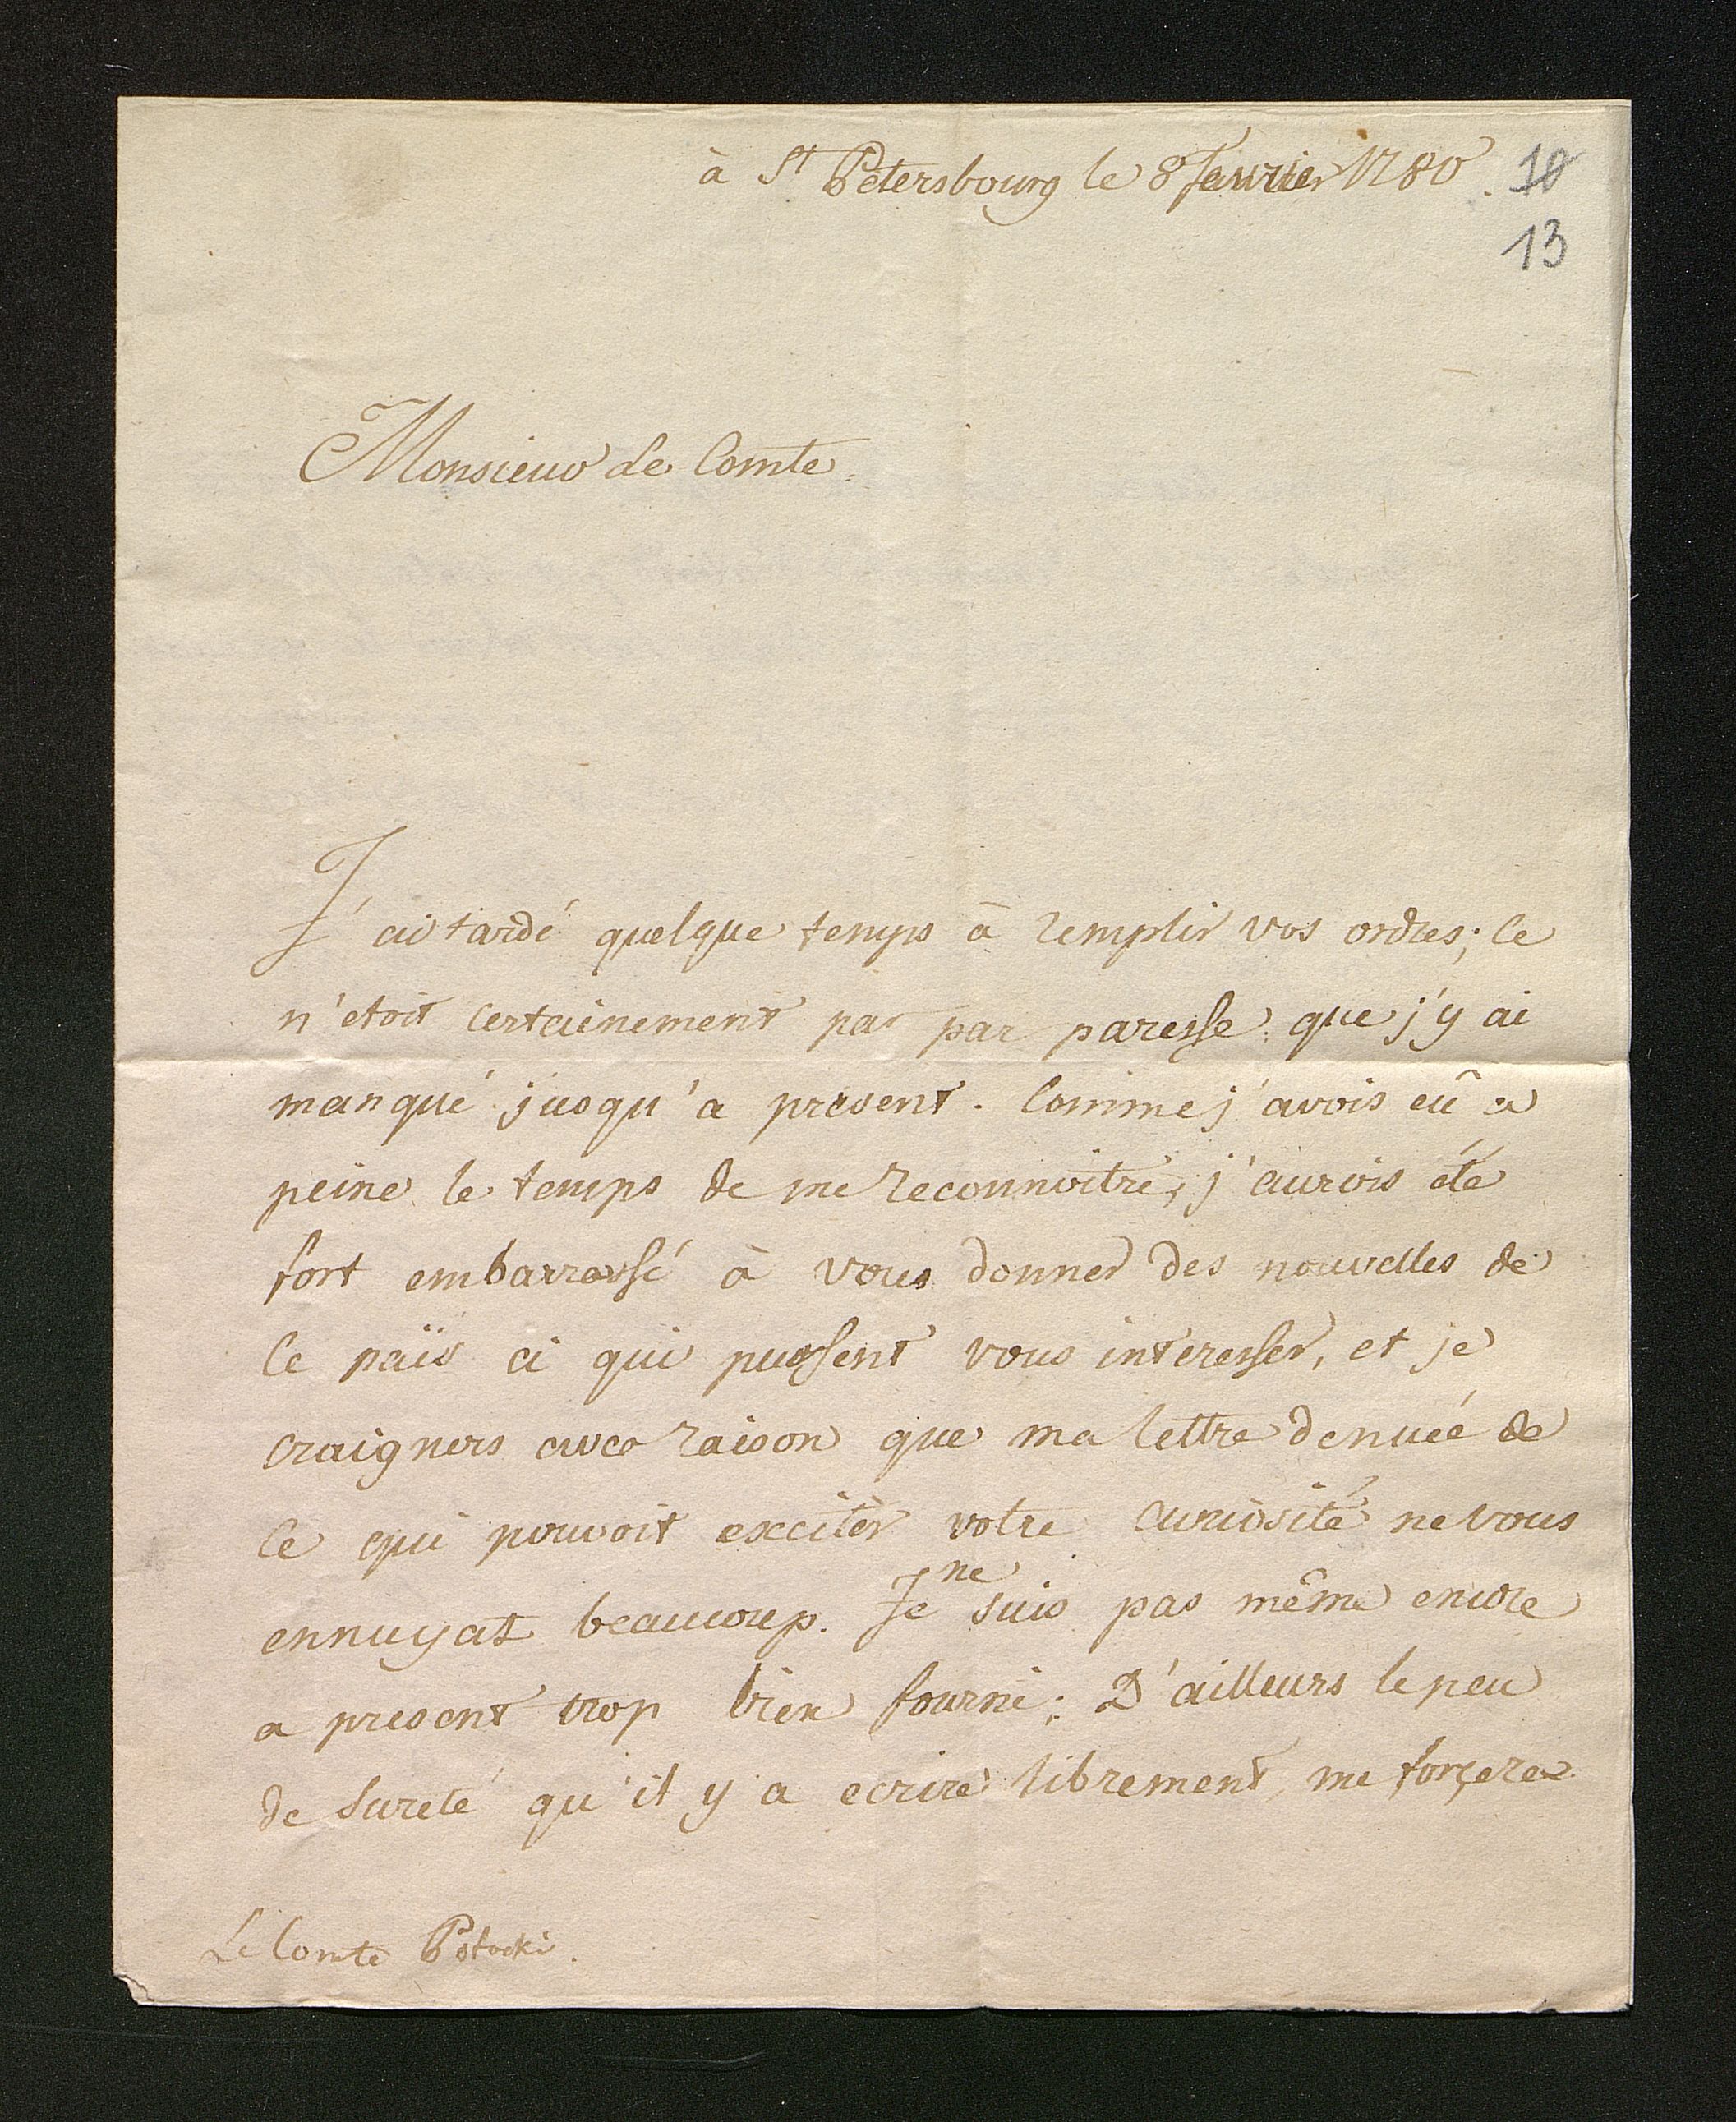 à St Petersbourg le 8 Fevrier 1780. 10
13
Monsieur le Comte.
J'ai tardé quelque temps à remplir vos ordres; ce
n'etoit certainement pas par paresse que j'y ai
manqué jusqu'a present. Comme j'avois eû a
peine le temps de me reconnoitre, j'aurois été
fort embarrassé à vous donner des nouvelles de
ce païs ci qui pussent vous interesser, et je
craignois avec raison que ma lettre denuée de
ce qui pouvoit exciter votre curiosité ne vous
ennuyat beaucoup. Je ne suis pas même encore
a present trop bien fourni; D'ailleurs le peu
de sureté qu'il y a ecrire librement, me forçera
Le Comte Potocki.